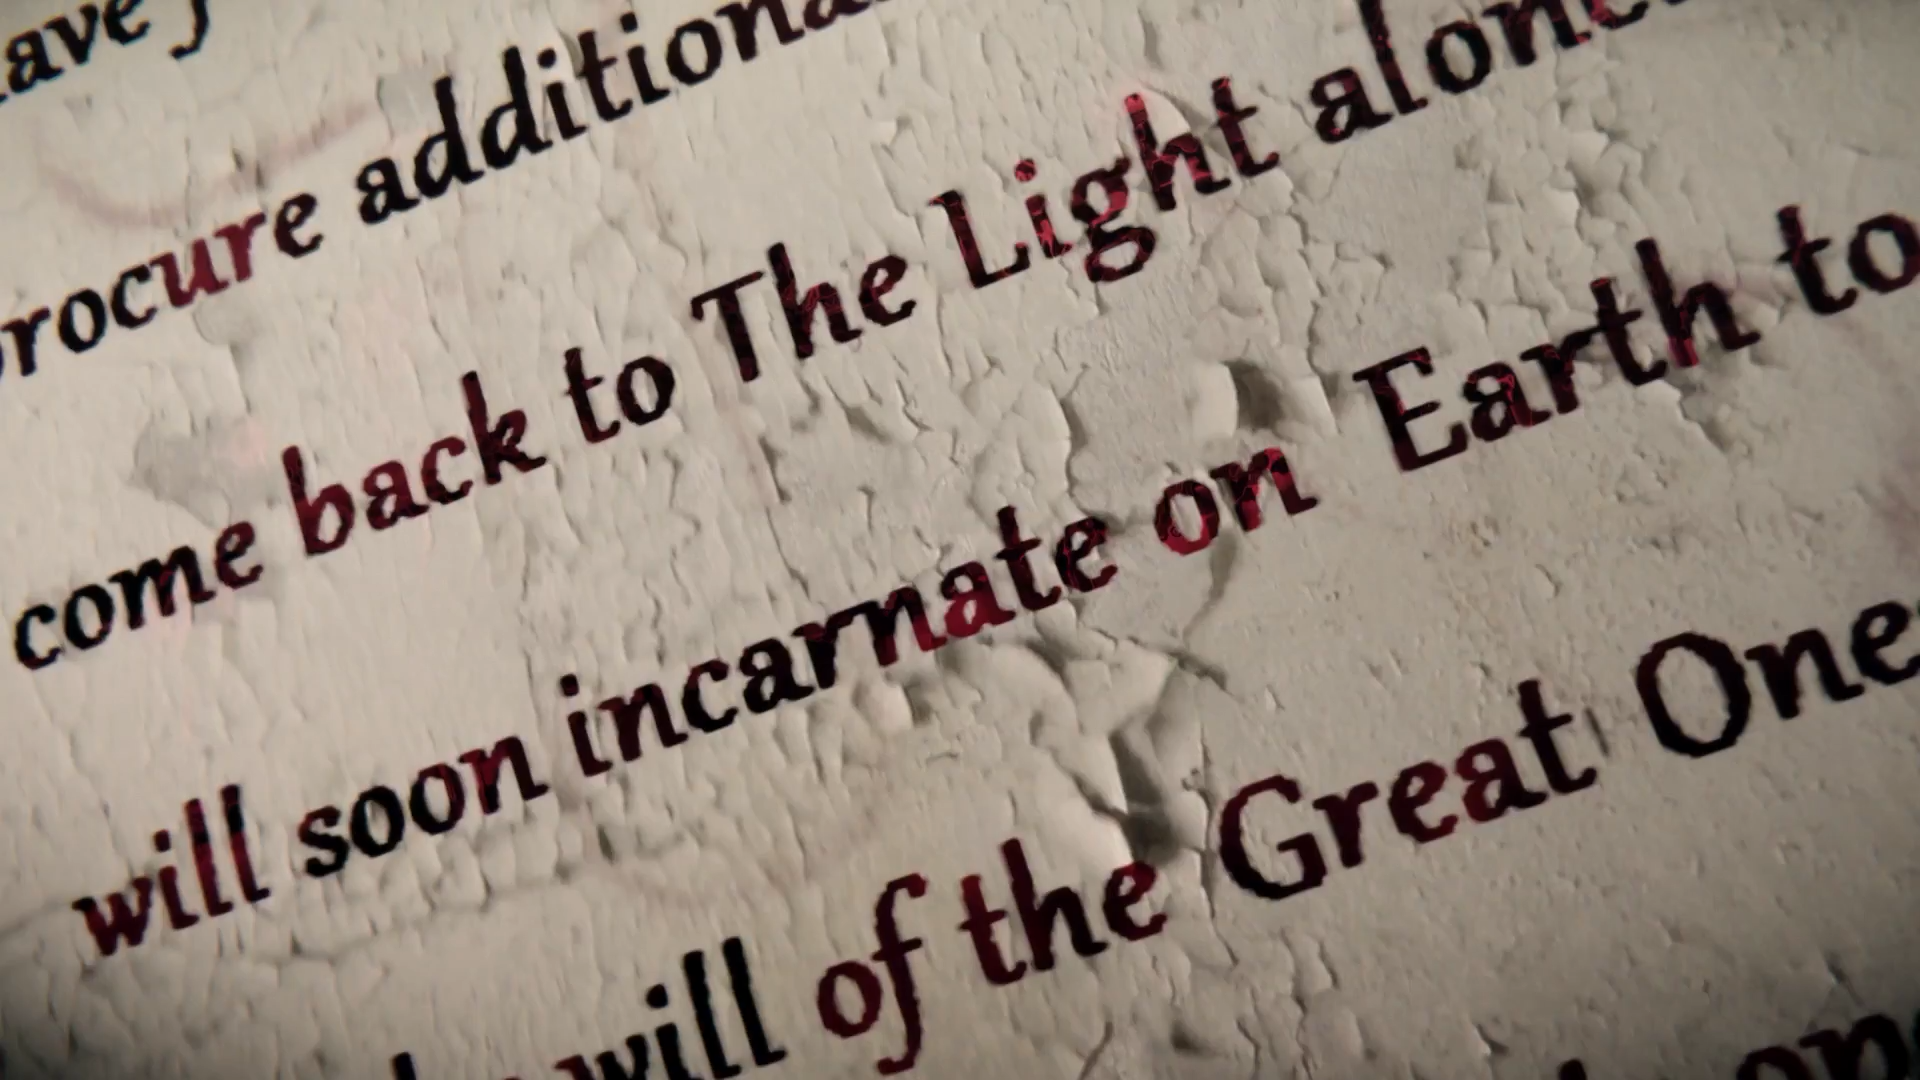 procure additional
come back to The Light alone
will soon incarnate on Earth to
will of the Great One